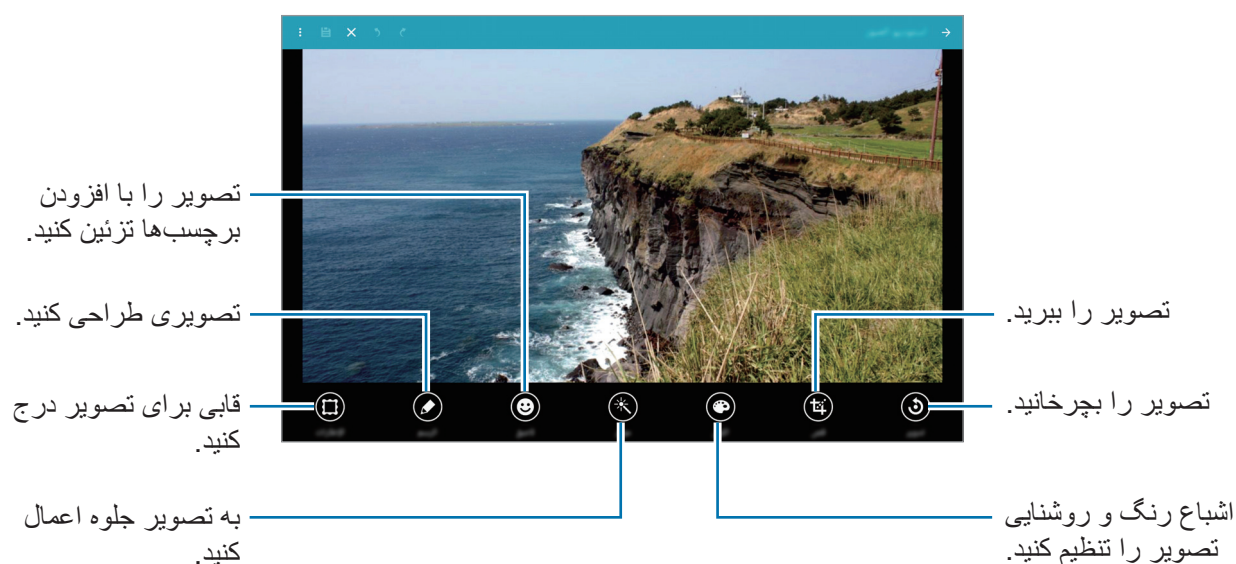 تصویر را با افزودن
برچسب‌ها تزئین کنید.
تصویری طراحی کنید.
قابی برای تصویر درج
کنید.
به تصویر جلوه اعمال
کنید.
تصویر را ببرید.
تصویر را بچرخانید.
اشباع رنگ و روشنایی
تصویر را تنظیم کنید.